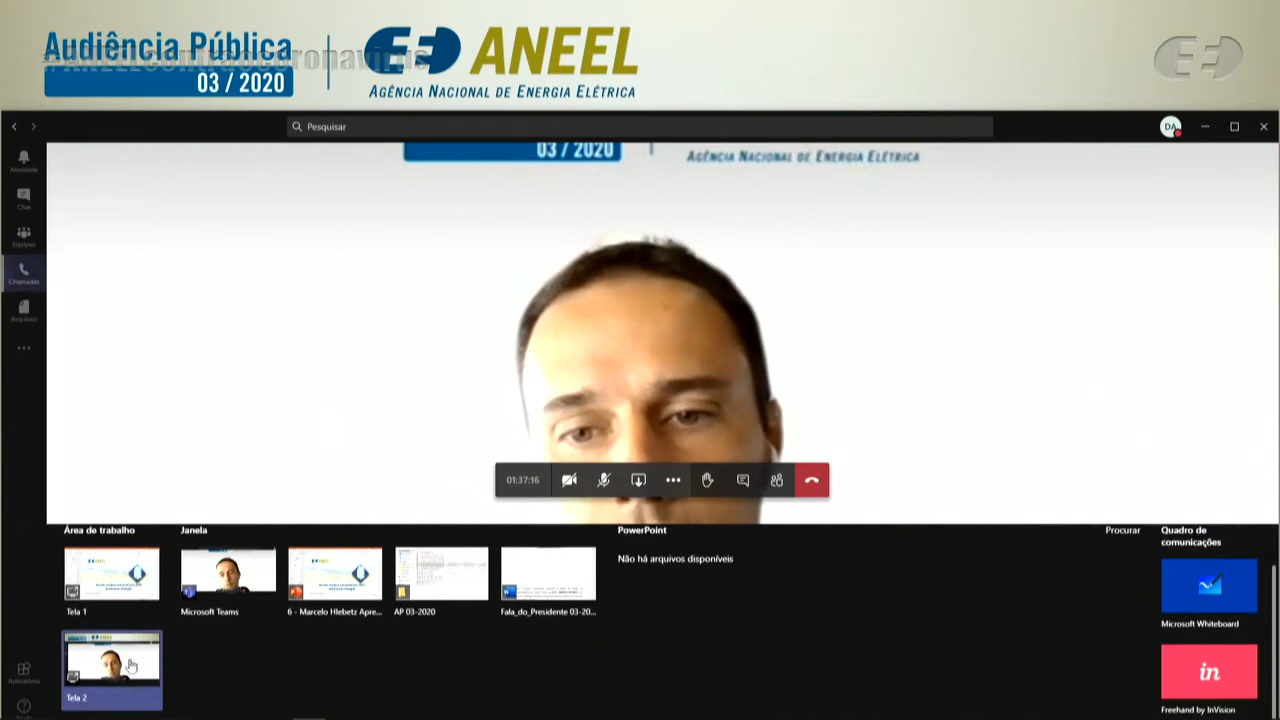 Audiência Pública
#ANEELContraoCoronavírus
03 / 2020
ANEEL
AGÊNCIA NACIONAL DE ENERGIA ELÉTRICA
Pesquisar
DA
03 / 2020
AGÊNCIA NACIONAL DE ENERGIA ELÉTRICA
Atividade
Chat
Equipes
Chamadas
Arquivos
01:37:16
Área de trabalho
Janela
PowerPoint
Procurar
Quadro de
comunicações
Não há arquivos disponíveis
ANEEL
ANEEL
Tela 1
Microsoft Teams
6 - Marcelo Hlebetz Apre...
AP 03-2020
Fala_do_Presidente 03-20...
Microsoft Whiteboard
Aplicativos
Tela 2
in
Freehand by InVision